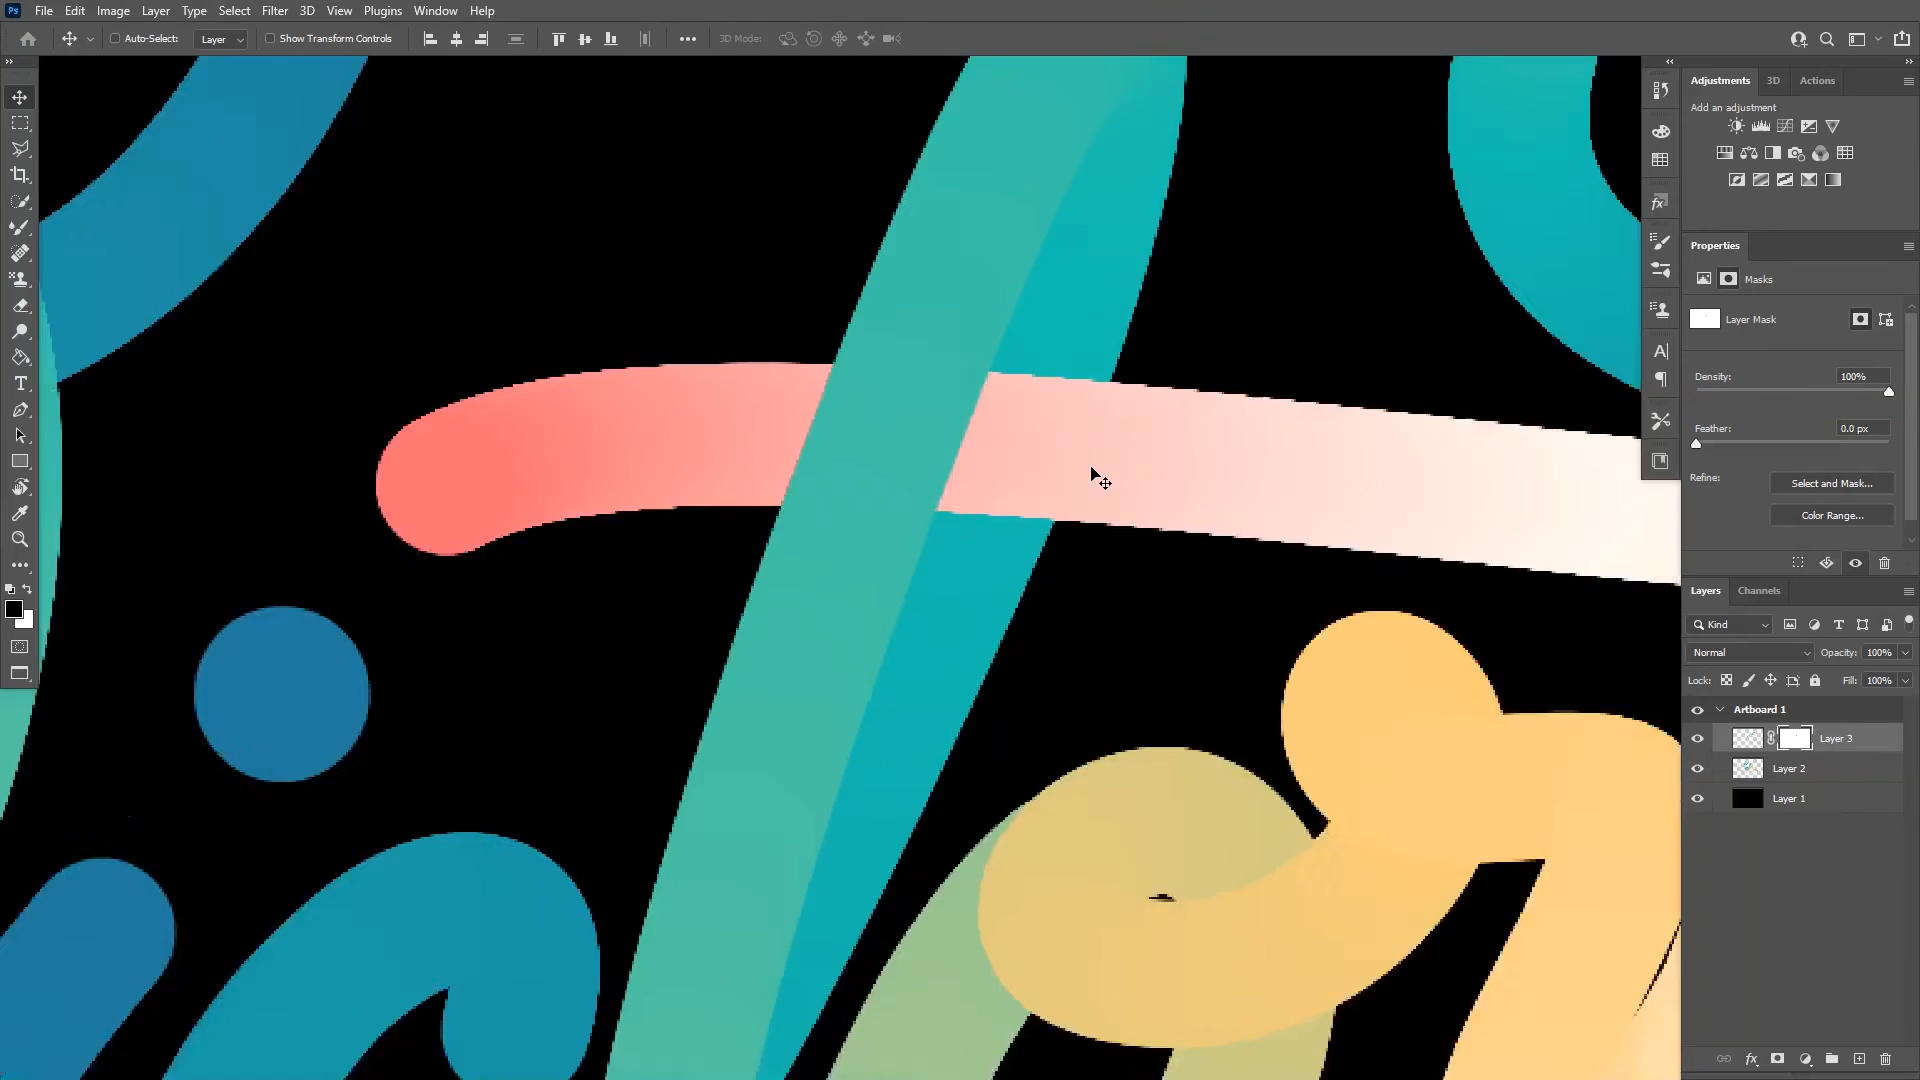 Ps File Edit Image Layer Type Select Filter 3D View Plugins Window Help
Auto-Select: Layer Show Transform Controls 3D Mode:
Adjustments 3D Actions
Add an adjustment
Properties
Masks
Layer Mask
Density: 100%
Feather: 0.0 px
Refine: Select and Mask...
Color Range...
Layers Channels
Kind
Normal Opacity: 100%
Lock: Fill: 100%
Artboard 1
Layer 3
Layer 2
Layer 1